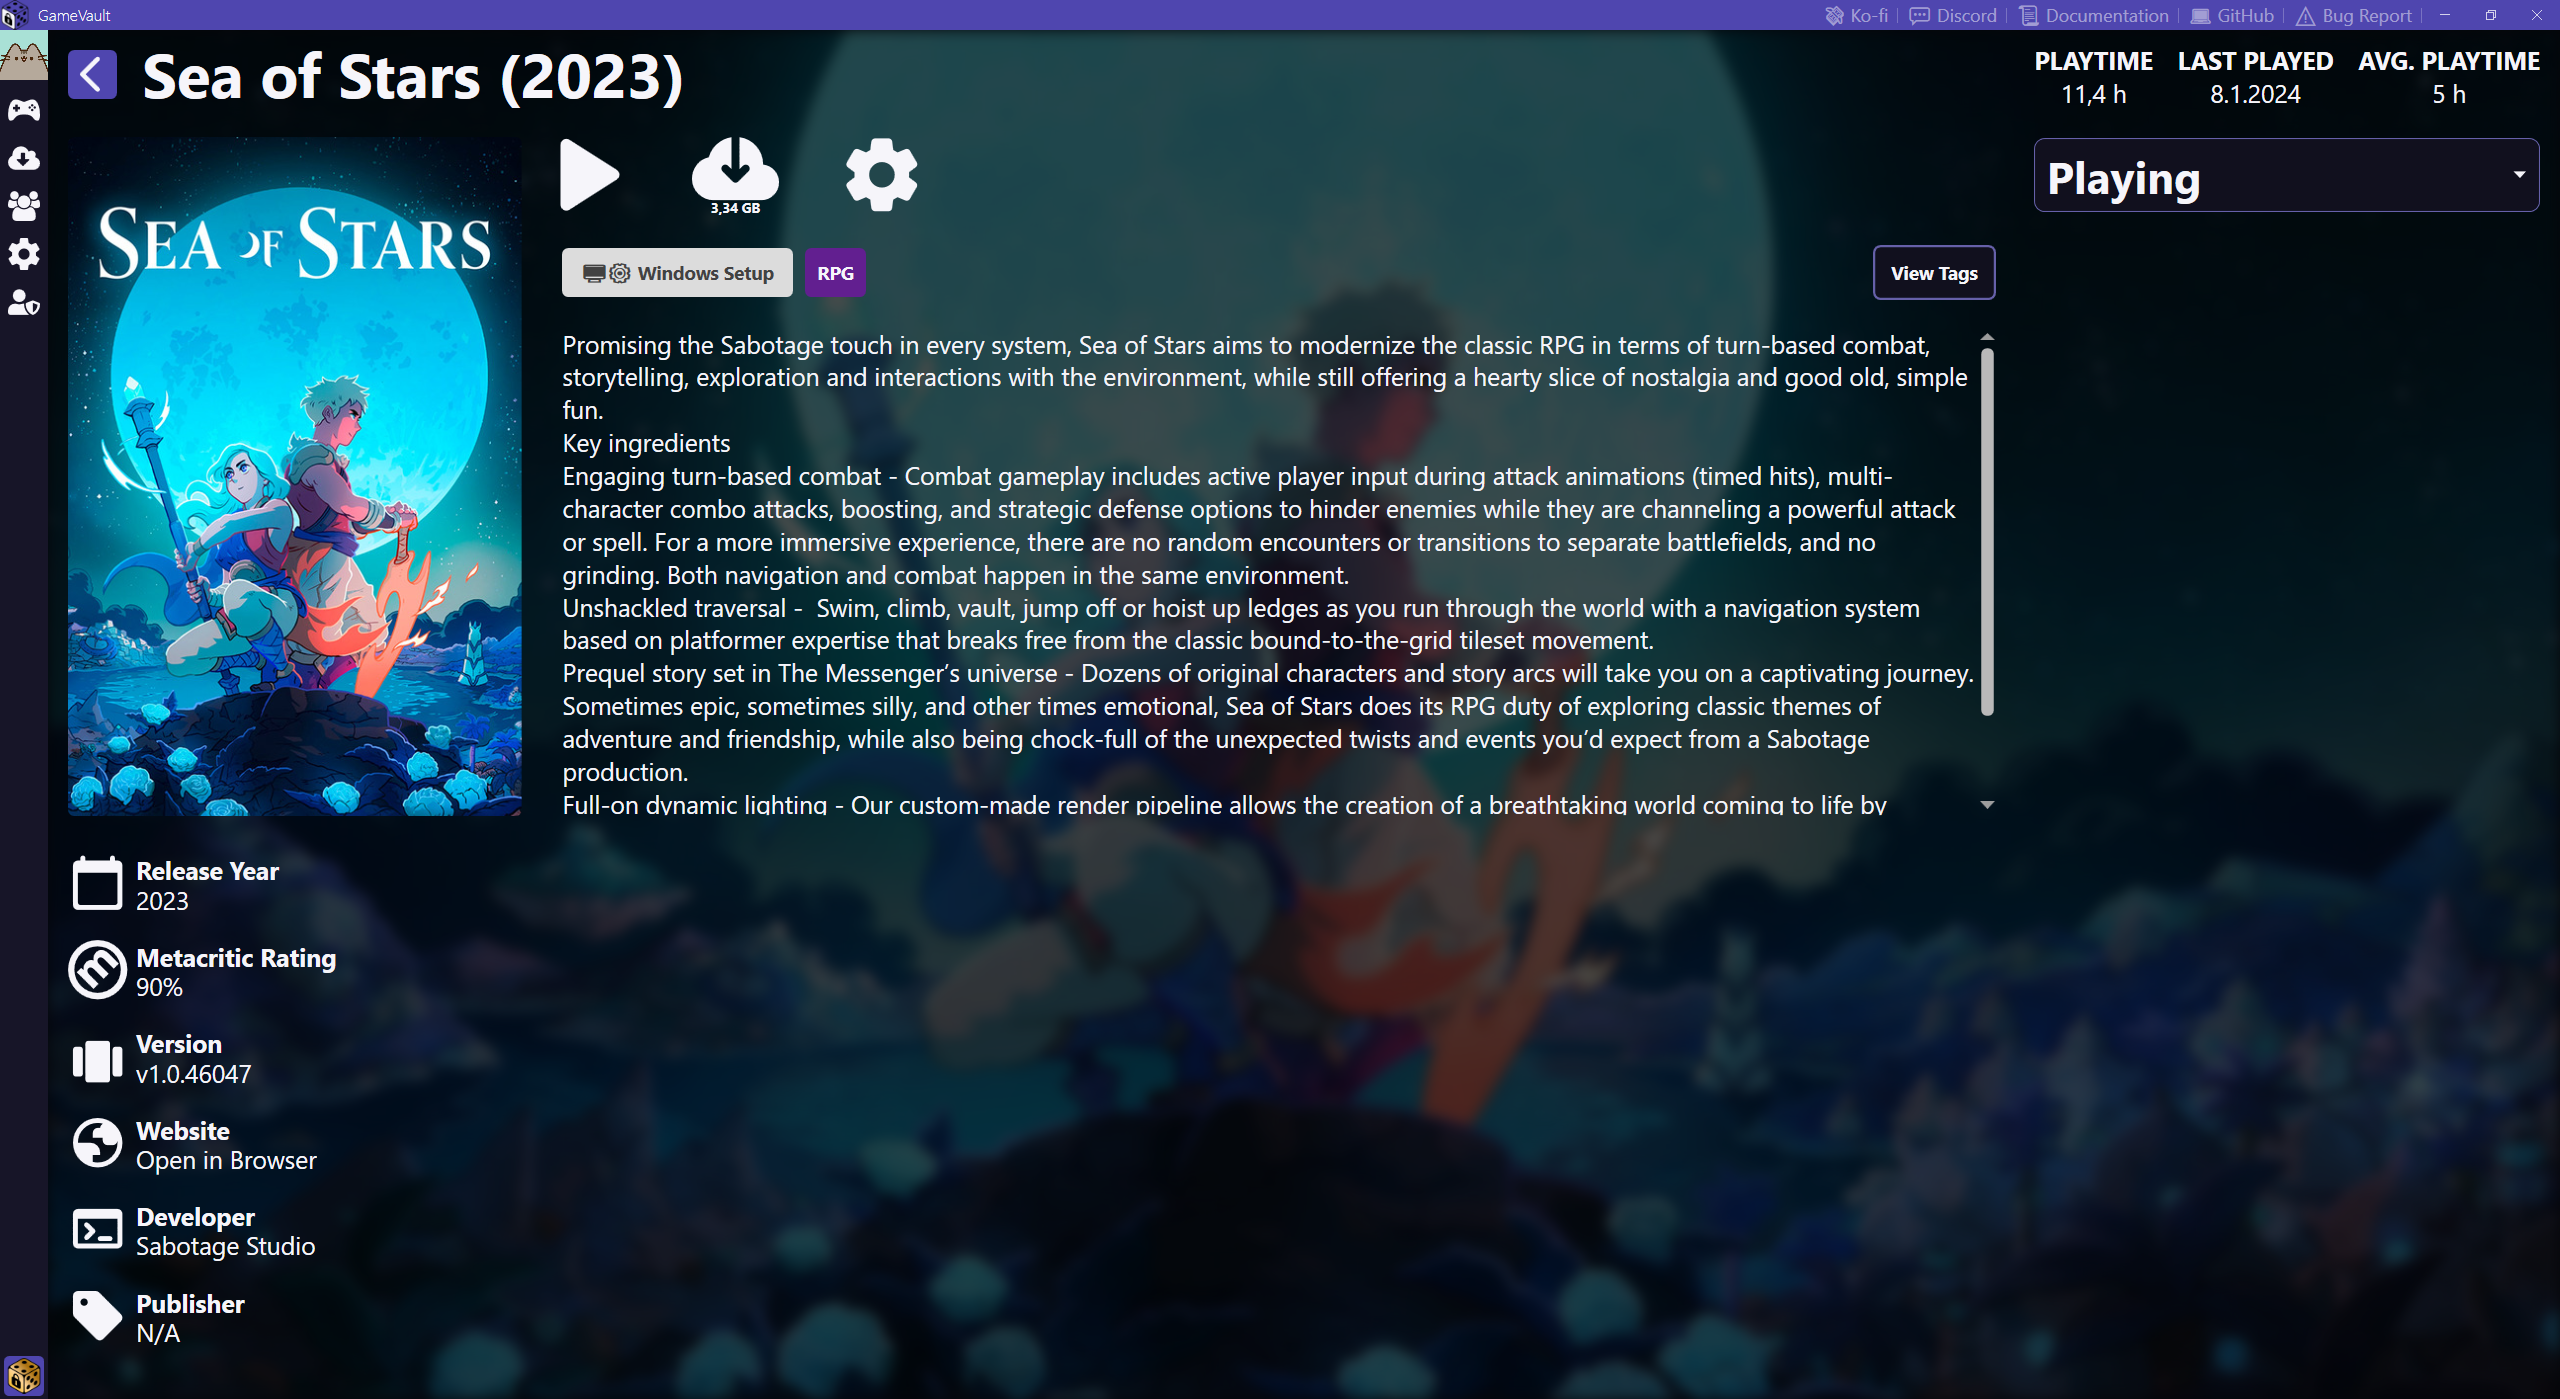 GameVault
Ko-fi
Discord
Documentation
GitHub
Bug Report
Sea of Stars (2023)
PLAYTIME
11,4 h
LAST PLAYED
8.1.2024
AVG. PLAYTIME
5 h
Playing
SEA OF STARS
3,34 GB
Windows Setup
RPG
View Tags
Promising the Sabotage touch in every system, Sea of Stars aims to modernize the classic RPG in terms of turn-based combat,
storytelling, exploration and interactions with the environment, while still offering a hearty slice of nostalgia and good old, simple
fun.
Key ingredients
Engaging turn-based combat - Combat gameplay includes active player input during attack animations (timed hits), multi-
character combo attacks, boosting, and strategic defense options to hinder enemies while they are channeling a powerful attack
or spell. For a more immersive experience, there are no random encounters or transitions to separate battlefields, and no
grinding. Both navigation and combat happen in the same environment.
Unshackled traversal -  Swim, climb, vault, jump off or hoist up ledges as you run through the world with a navigation system
based on platformer expertise that breaks free from the classic bound-to-the-grid tileset movement.
Prequel story set in The Messenger’s universe - Dozens of original characters and story arcs will take you on a captivating journey.
Sometimes epic, sometimes silly, and other times emotional, Sea of Stars does its RPG duty of exploring classic themes of
adventure and friendship, while also being chock-full of the unexpected twists and events you’d expect from a Sabotage
production.
Full-on dynamic lighting - Our custom-made render pipeline allows the creation of a breathtaking world coming to life by
Release Year
2023
Metacritic Rating
90%
Version
v1.0.46047
Website
Open in Browser
Developer
Sabotage Studio
Publisher
N/A